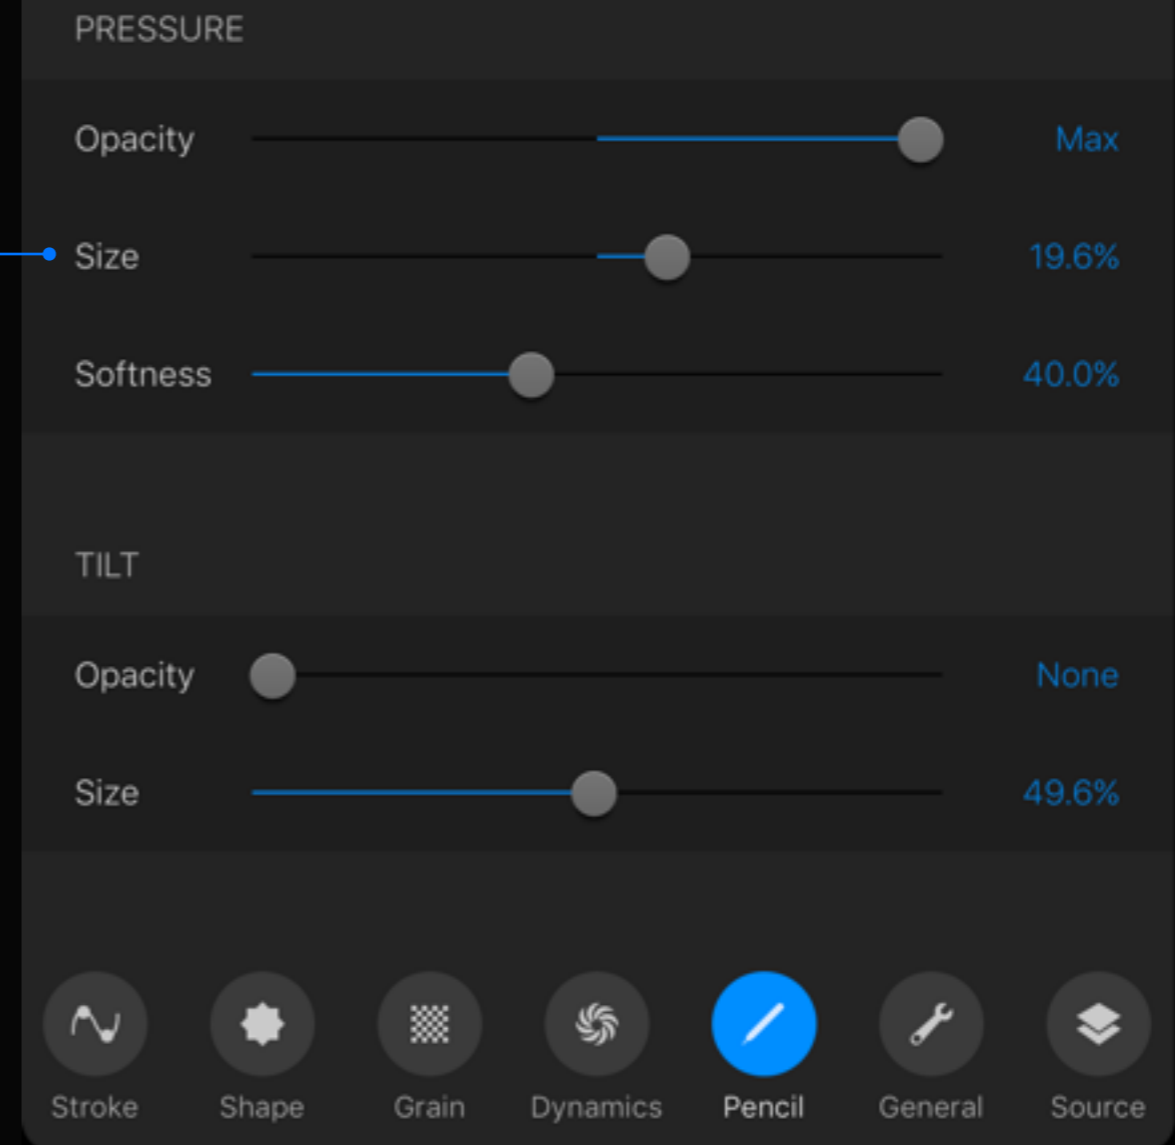 PRESSURE
Opacity Max
Size 19.6%
Softness 40.0%
TILT
Opacity None
Size 49.6%
Stroke Shape Grain Dynamics Pencil General Source